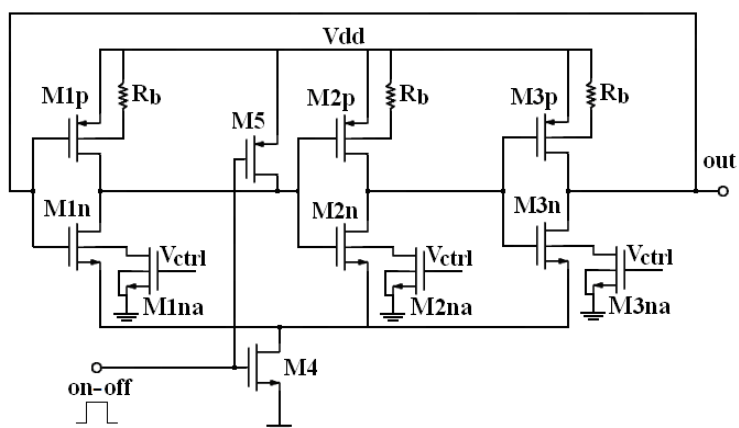 Vdd
M1p Rb M2p Rb M3p Rb
M5
out
M1n M2n M3n
Vctrl Vctrl Vctrl
M1na M2na M3na
M4
on-off